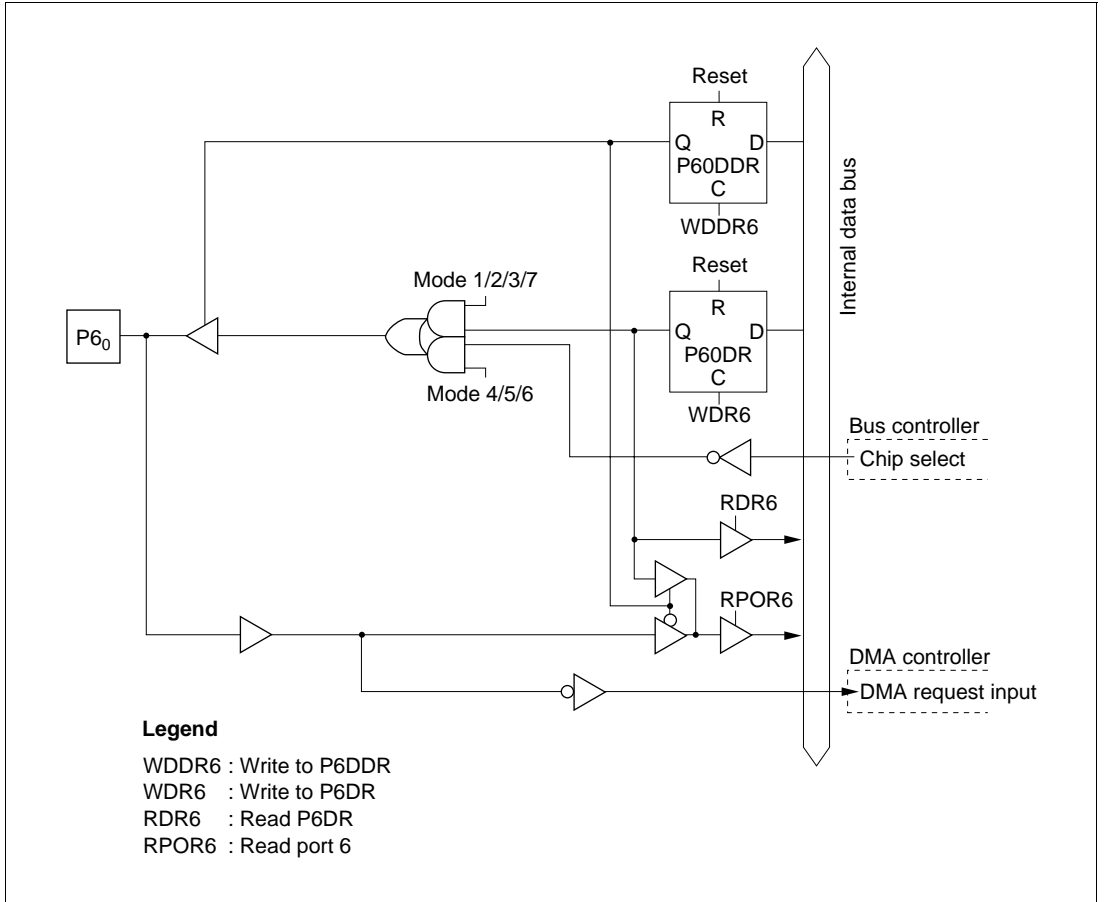 Reset
R
Q D
P60DDR
C
WDDR6
Internal data bus
Reset
Mode 1/2/3/7
R
P6₀
Q D
P60DR
C
Mode 4/5/6
WDR6
Bus controller
Chip select
RDR6
RPOR6
DMA controller
DMA request input
Legend
WDDR6 : Write to P6DDR
WDR6 : Write to P6DR
RDR6 : Read P6DR
RPOR6 : Read port 6